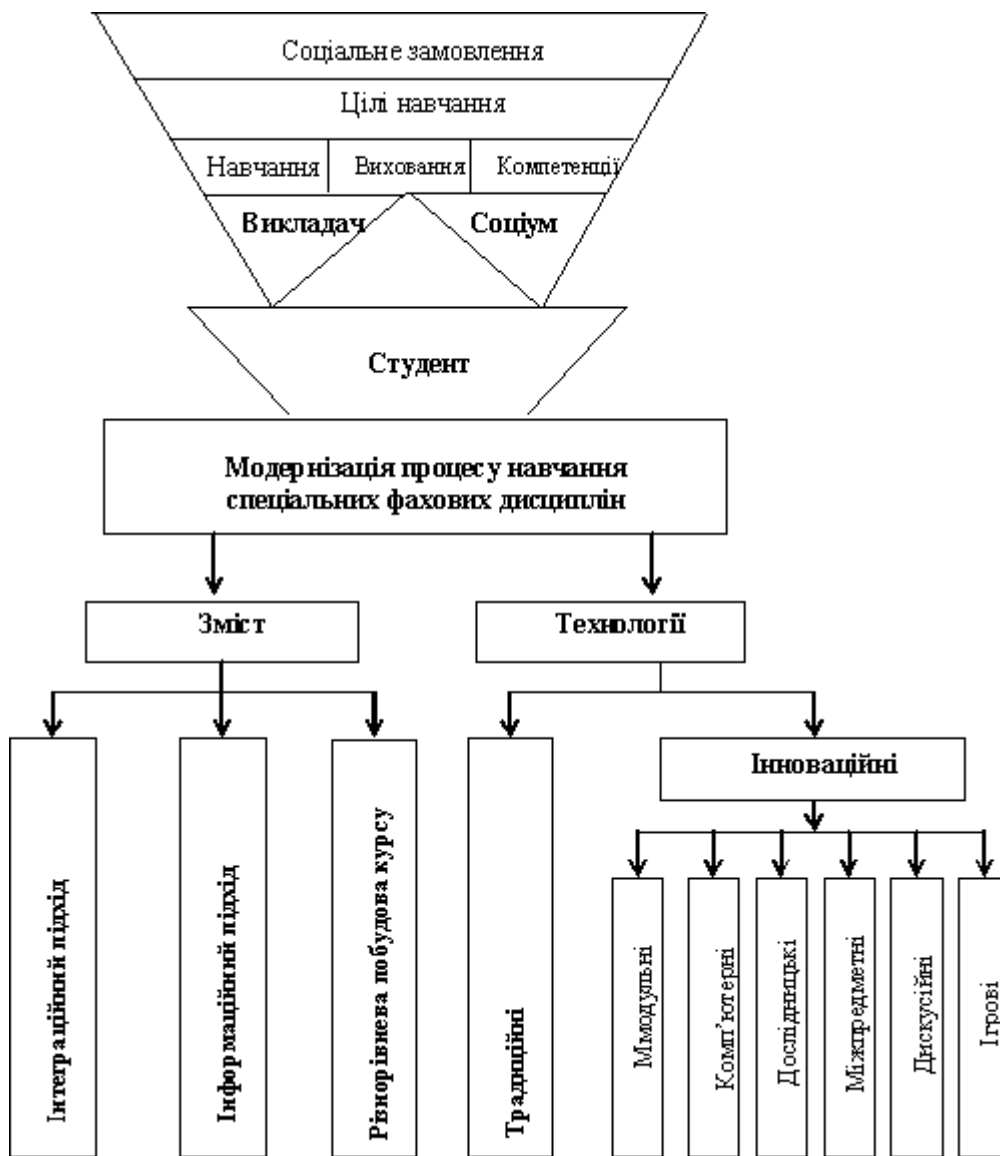 Соціальне замовлення
Цілі навчання
Навчання
Виховання
Компетенції
Викладач
Соціум
Студент
Модернізація процесу навчання
спеціальних фахових дисциплін
Зміст
Технології
Інтеграційний підхід
Інформаційний підхід
Рівнорівнева побудова курсу
Традиційні
Інноваційні
Ммодульні
Комп’ютерні
Дослідницькі
Міжпредметні
Дискусійні
Ігрові